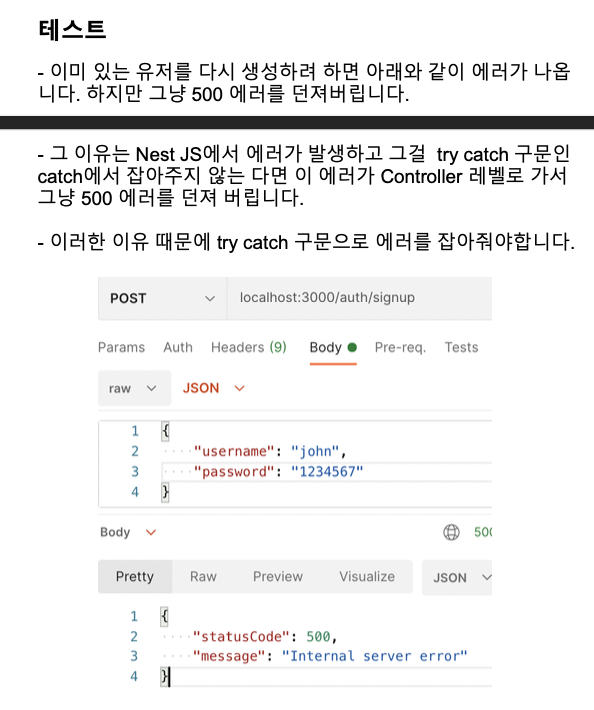 테스트
- 이미 있는 유저를 다시 생성하려 하면 아래와 같이 에러가 나옵
니다. 하지만 그냥 500 에러를 던져버립니다.
- 그 이유는 Nest JS에서 에러가 발생하고 그걸  try catch 구문인
catch에서 잡아주지 않는 다면 이 에러가 Controller 레벨로 가서
그냥 500 에러를 던져 버립니다.
- 이러한 이유 때문에 try catch 구문으로 에러를 잡아줘야합니다.
POST localhost:3000/auth/signup
Params Auth Headers (9) Body Pre-req. Tests
raw JSON
1 {
2 "username": "john",
3 "password": "1234567"
4 }
Body 500
Pretty Raw Preview Visualize JSON
1 {
2 "statusCode": 500,
3 "message": "Internal server error"
4 }